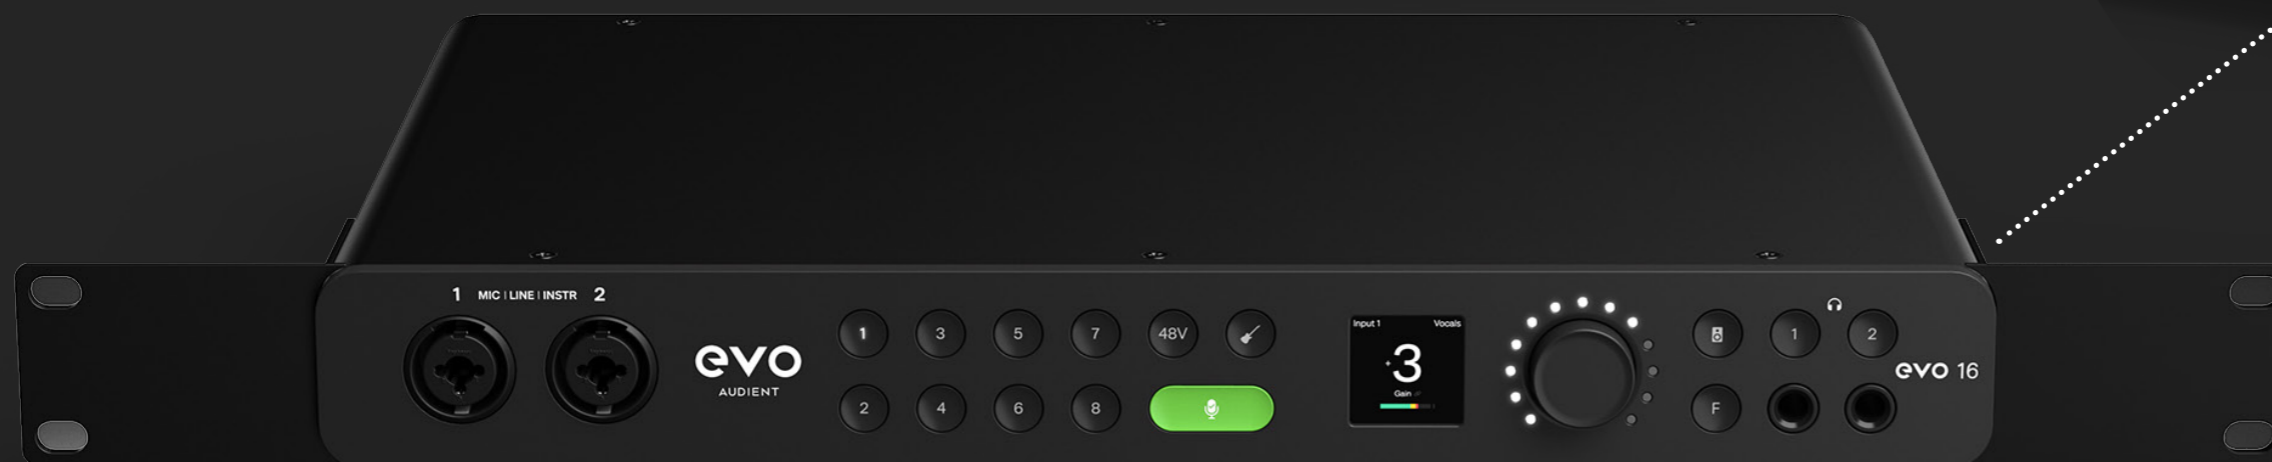 1 MIC | LINE | INSTR 2
evo
AUDIENT
1 3 5 7 48V
2 4 6 8
Input 1 Vocals
+3
Gain
1 2
F
evo 16